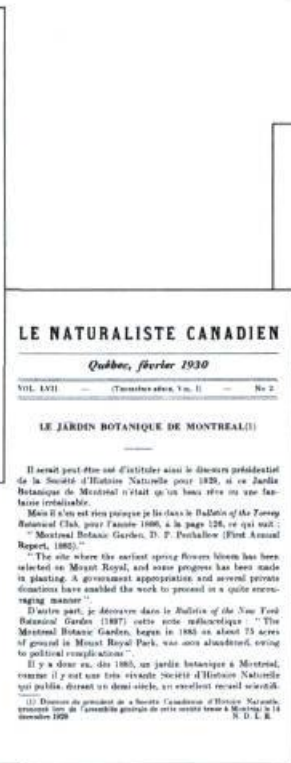 LE NATURALISTE CANADIEN
Québec, février 1930
VOL. LVII — (Troisième série, Vol. I) — No 2
LE JARDIN BOTANIQUE DE MONTREAL(1)
Il serait peut-être osé d'intituler ainsi le discours présidentiel
de la Société d'Histoire Naturelle pour 1929, si ce Jardin
Botanique de Montréal n'était qu'un beau rêve ou une fan-
taisie irréalisable.
Mais il n'en est rien puisque je lis dans le Bulletin of the Torrey
Botanical Club, pour l'année 1886, à la page 126, ce qui suit :
" Montreal Botanic Garden, D. P. Penhallow [First Annual
Report, 1885]."
" The site where the earliest spring flowers bloom has been
selected on Mount Royal, and some progress has been made
in planting. A government appropriation and several private
donations have enabled the work to proceed in a quite encou-
raging manner ".
D'autre part, je découvre dans le Bulletin of the New York
Botanical Garden (1897) cette note mélancolique : " The
Montreal Botanic Garden, begun in 1885 on about 75 acres
of ground in Mount Royal Park, was soon abandoned, owing
to political complications ".
Il y a donc eu, dès 1885, un jardin botanique à Montréal,
comme il y eut une très vivante Société d'Histoire Naturelle
qui publia, durant un demi-siècle, un excellent recueil scientifi-
(1) Discours du président de la Société Canadienne d'Histoire Naturelle,
prononcé lors de l'assemblée générale de cette société tenue à Montréal le 14
décembre 1929 N. D. L. R.